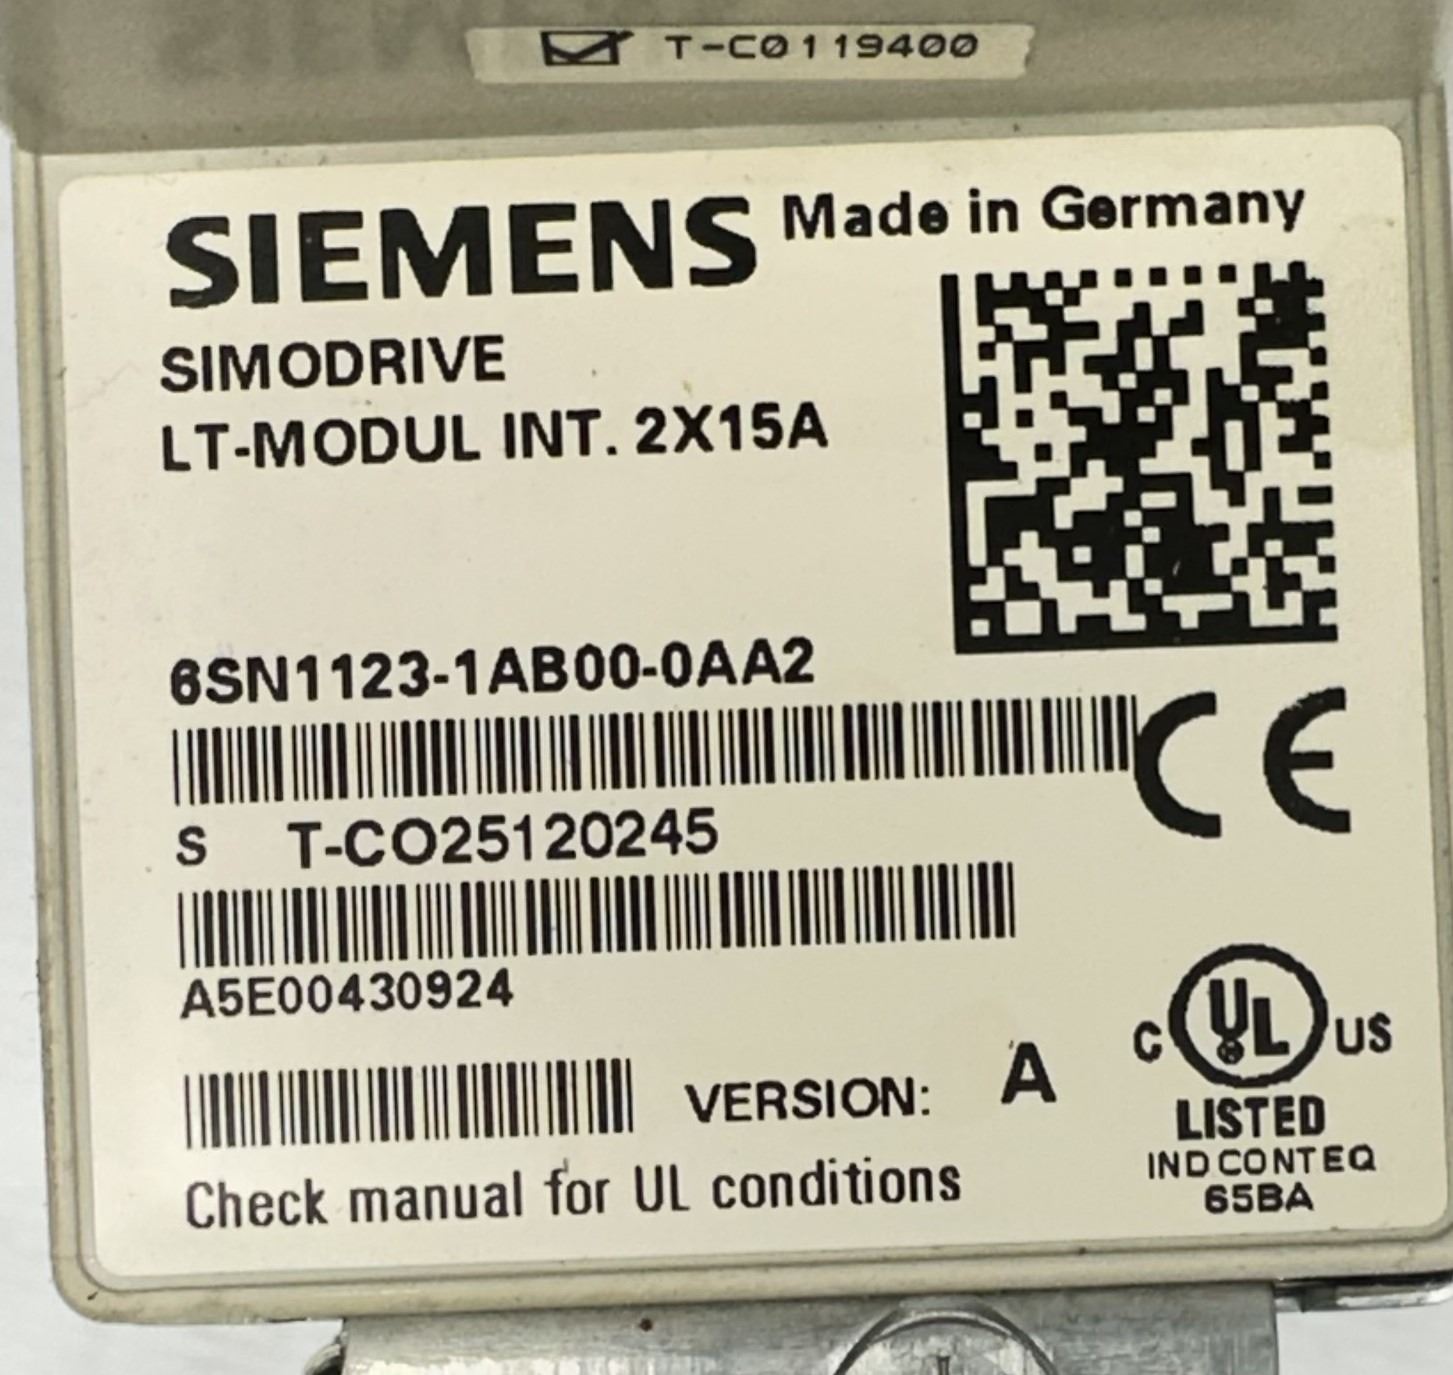 T-C0119400
SIEMENS Made in Germany
SIMODRIVE
LT-MODUL INT. 2X15A
6SN1123-1AB00-0AA2
CE
S T-CO25120245
A5E00430924
C UL US
LISTED
IND CONT EQ
65BA
VERSION: A
Check manual for UL conditions